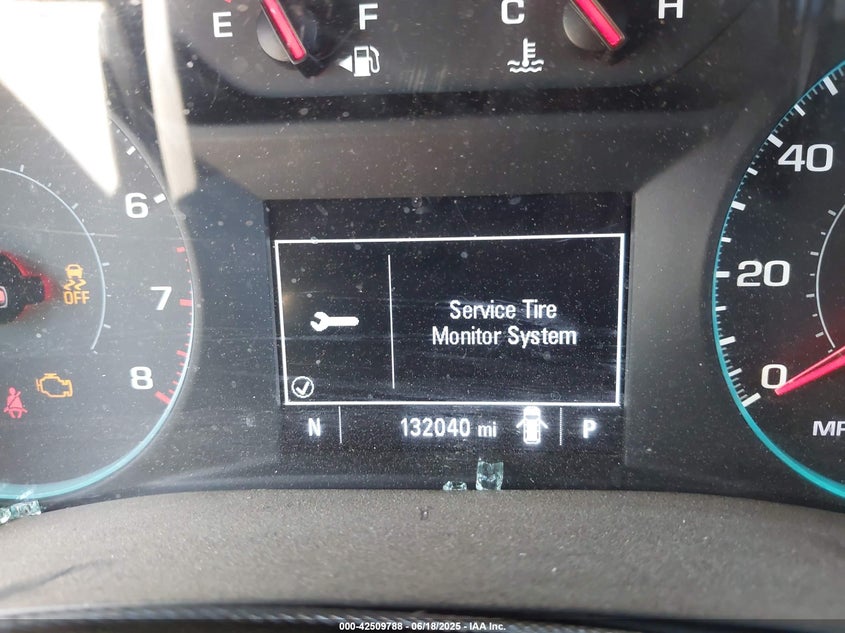 E F C H
6
7
8
OFF
40
20
0
Service Tire
Monitor System
N 132040 mi P
000-42509788 - 06/18/2025 - IAA Inc.